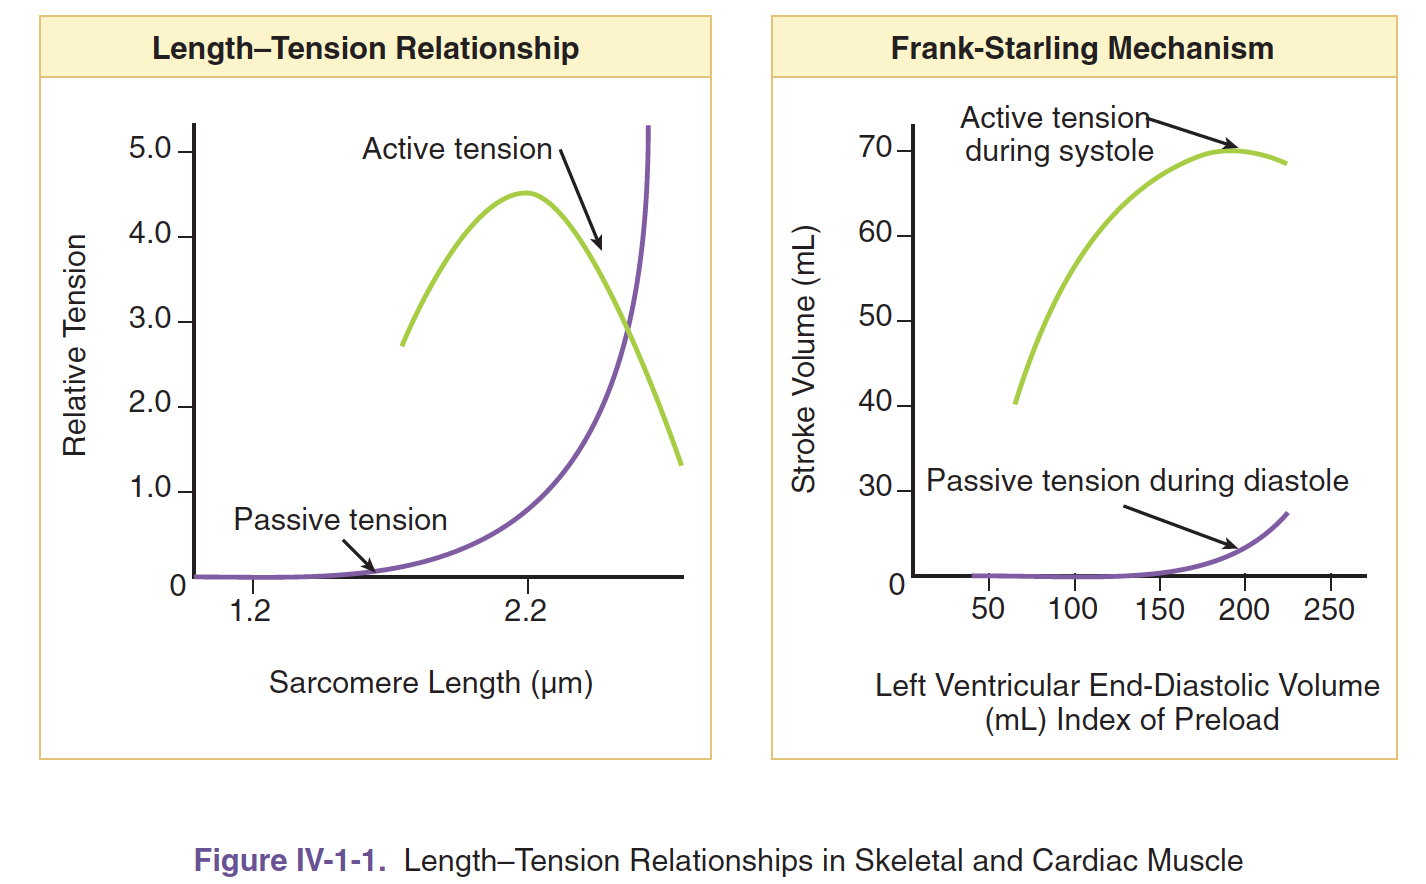 Length–Tension Relationship
5.0
4.0
3.0
2.0
1.0
0
Relative Tension
Active tension
Passive tension
1.2
2.2
Sarcomere Length (μm)
Frank-Starling Mechanism
Active tension
during systole
70
60
50
40
30
0
Stroke Volume (mL)
Passive tension during diastole
50
100
150
200
250
Left Ventricular End-Diastolic Volume
(mL) Index of Preload
Figure IV-1-1. Length–Tension Relationships in Skeletal and Cardiac Muscle